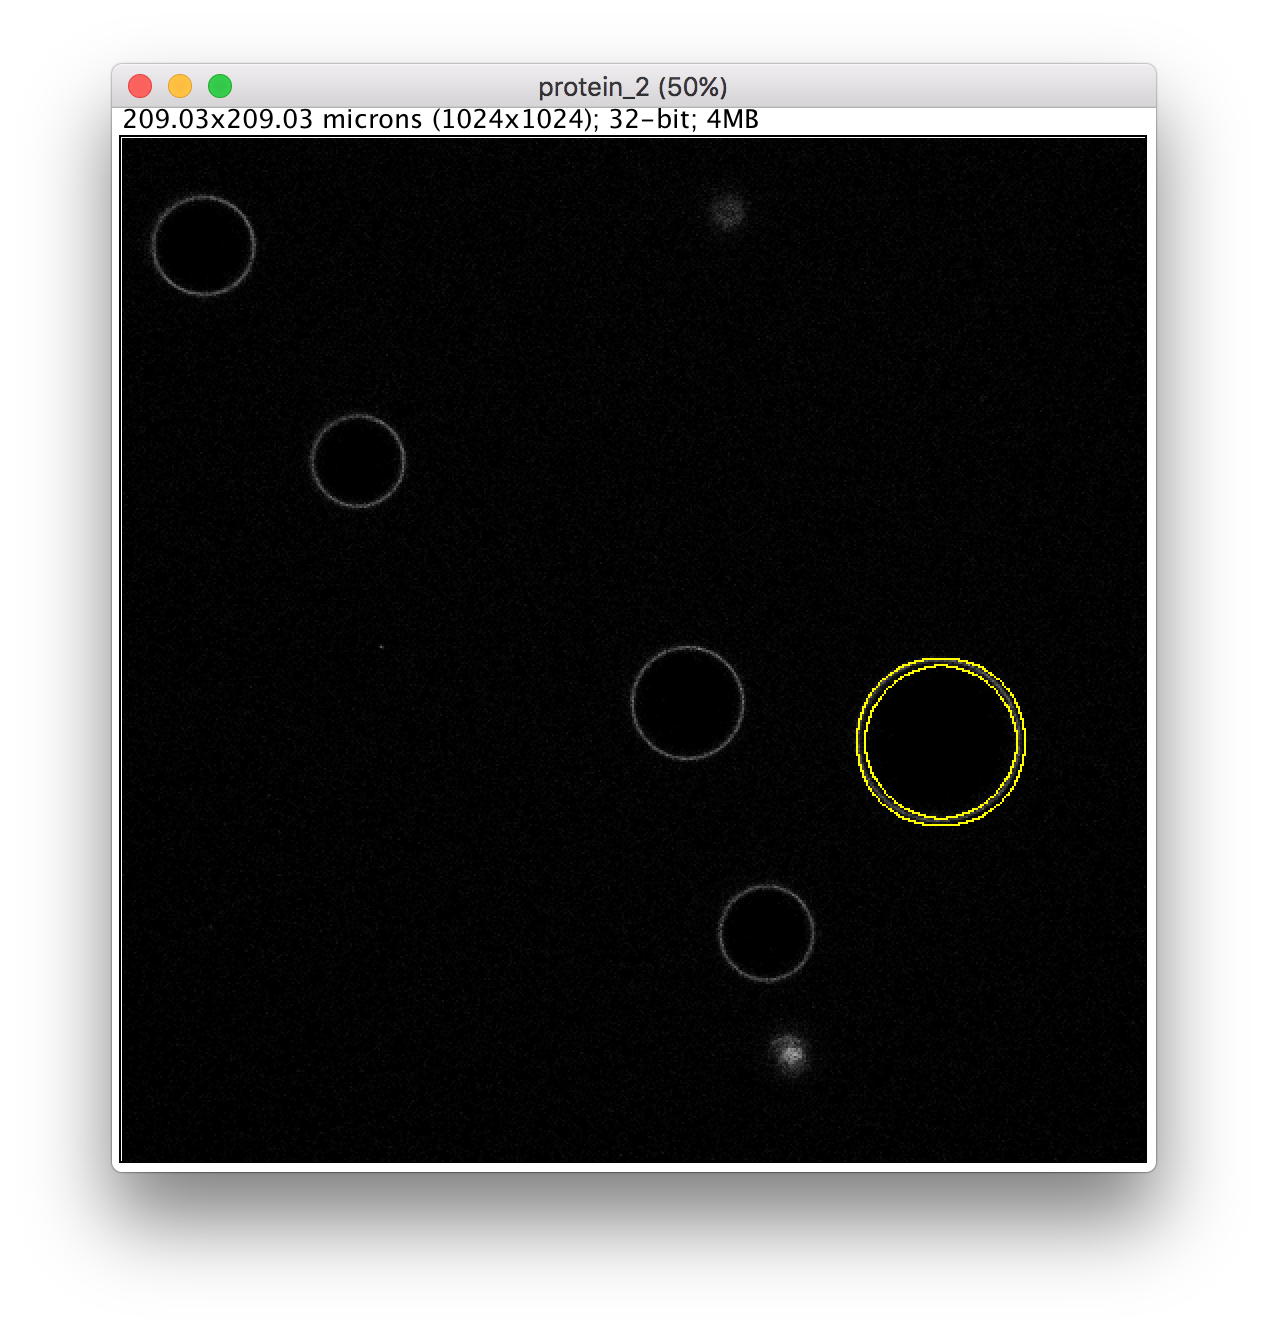 protein_2 (50%)
209.03x209.03 microns (1024x1024); 32-bit; 4MB